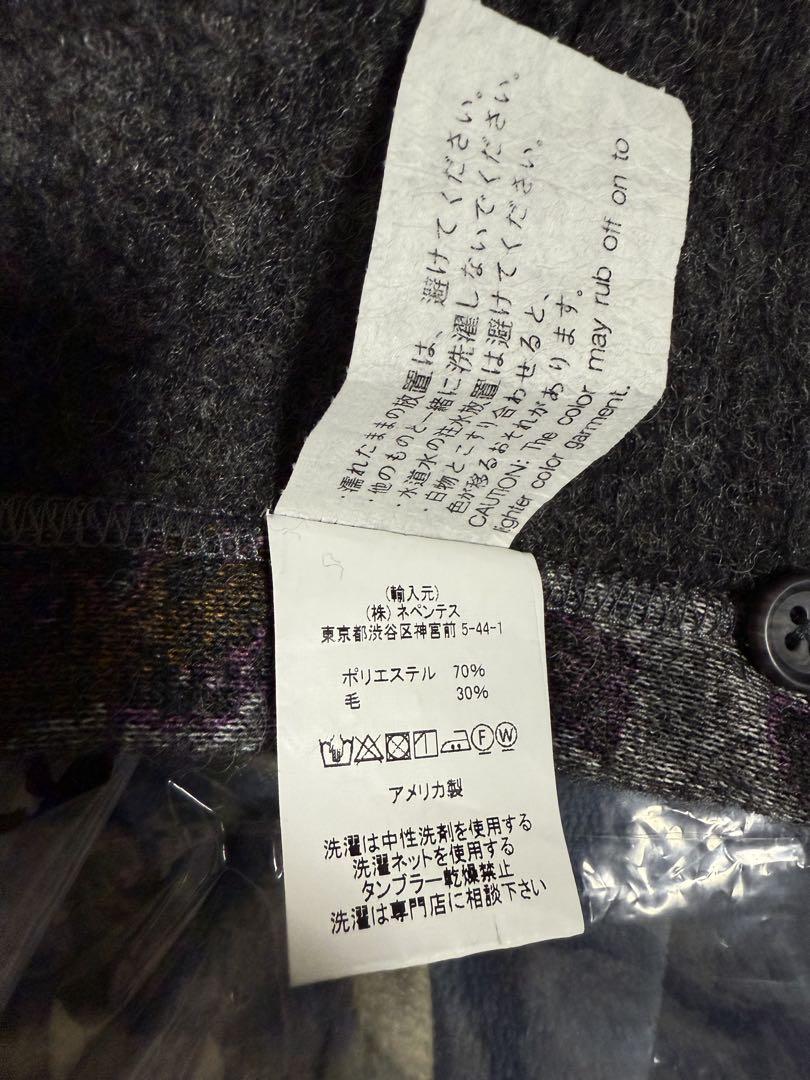 ・濡れたままの放置は、 避けてください。
・他のものと一緒に洗濯しないでください。
・水道水の注水放置は避けてください。
・白物とこすり合わせると、
色が移るおそれがあります。
CAUTION: The color may rub off on to
lighter color garment.
(輸入元)
(株) ネペンテス
東京都渋谷区神宮前 5-44-1
ポリエステル 70%
毛 30%
F W
アメリカ製
洗濯は中性洗剤を使用する
洗濯ネットを使用する
タンブラー乾燥禁止
洗濯は専門店に相談下さい